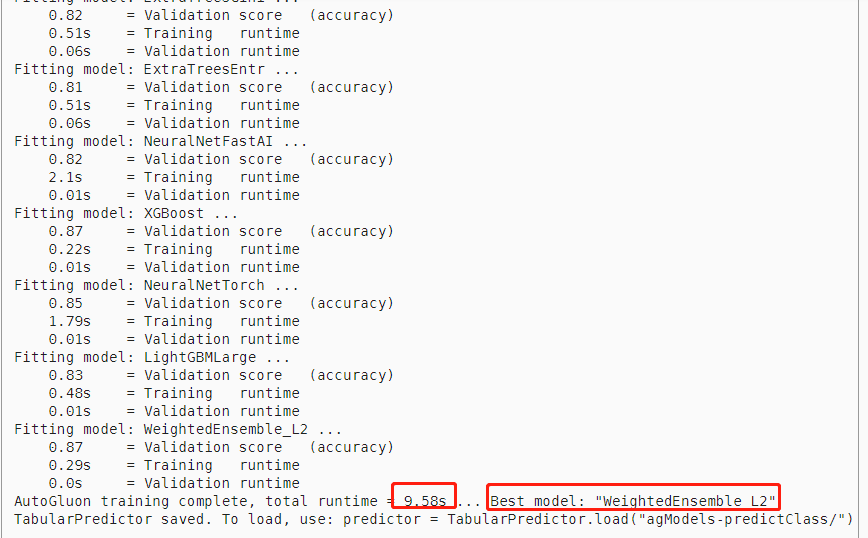 Fitting model: ExtraTreesGini ...
0.82 = Validation score (accuracy)
0.51s = Training runtime
0.06s = Validation runtime
Fitting model: ExtraTreesEntr ...
0.81 = Validation score (accuracy)
0.51s = Training runtime
0.06s = Validation runtime
Fitting model: NeuralNetFastAI ...
0.82 = Validation score (accuracy)
2.1s = Training runtime
0.01s = Validation runtime
Fitting model: XGBoost ...
0.87 = Validation score (accuracy)
0.22s = Training runtime
0.01s = Validation runtime
Fitting model: NeuralNetTorch ...
0.85 = Validation score (accuracy)
1.79s = Training runtime
0.01s = Validation runtime
Fitting model: LightGBMLarge ...
0.83 = Validation score (accuracy)
0.48s = Training runtime
0.01s = Validation runtime
Fitting model: WeightedEnsemble_L2 ...
0.87 = Validation score (accuracy)
0.29s = Training runtime
0.0s = Validation runtime
AutoGluon training complete, total runtime = 9.58s ... Best model: "WeightedEnsemble_L2"
TabularPredictor saved. To load, use: predictor = TabularPredictor.load("agModels-predictClass/")